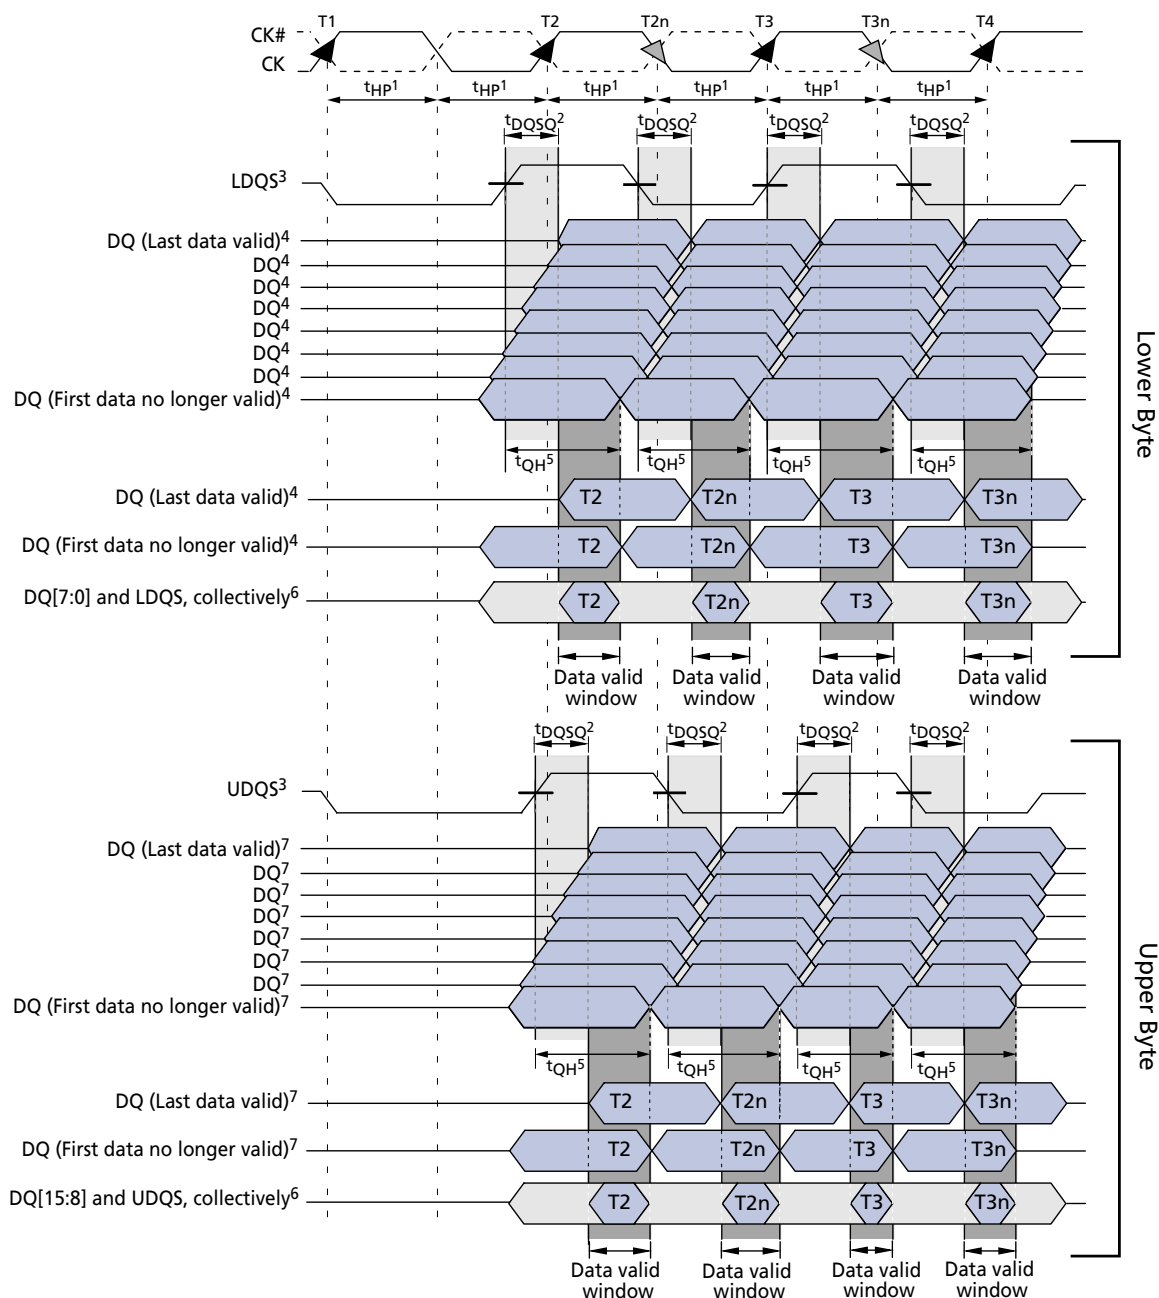 T1 T2 T2n T3 T3n T4
CK#
CK
tHP1 tHP1 tHP1 tHP1 tHP1 tHP1
tDQSQ2 tDQSQ2 tDQSQ2 tDQSQ2
LDQS3
DQ (Last data valid)4
DQ4
DQ4
DQ4
DQ4
DQ4
DQ4
DQ (First data no longer valid)4
tQH5 tQH5 tQH5 tQH5
DQ (Last data valid)4 T2 T2n T3 T3n
DQ (First data no longer valid)4 T2 T2n T3 T3n
DQ[7:0] and LDQS, collectively6 T2 T2n T3 T3n
Data valid window
Data valid window
Data valid window
Data valid window
Lower Byte
tDQSQ2 tDQSQ2 tDQSQ2 tDQSQ2
UDQS3
DQ (Last data valid)7
DQ7
DQ7
DQ7
DQ7
DQ7
DQ7
DQ (First data no longer valid)7
tQH5 tQH5 tQH5 tQH5
DQ (Last data valid)7 T2 T2n T3 T3n
DQ (First data no longer valid)7 T2 T2n T3 T3n
DQ[15:8] and UDQS, collectively6 T2 T2n T3 T3n
Data valid window
Data valid window
Data valid window
Data valid window
Upper Byte